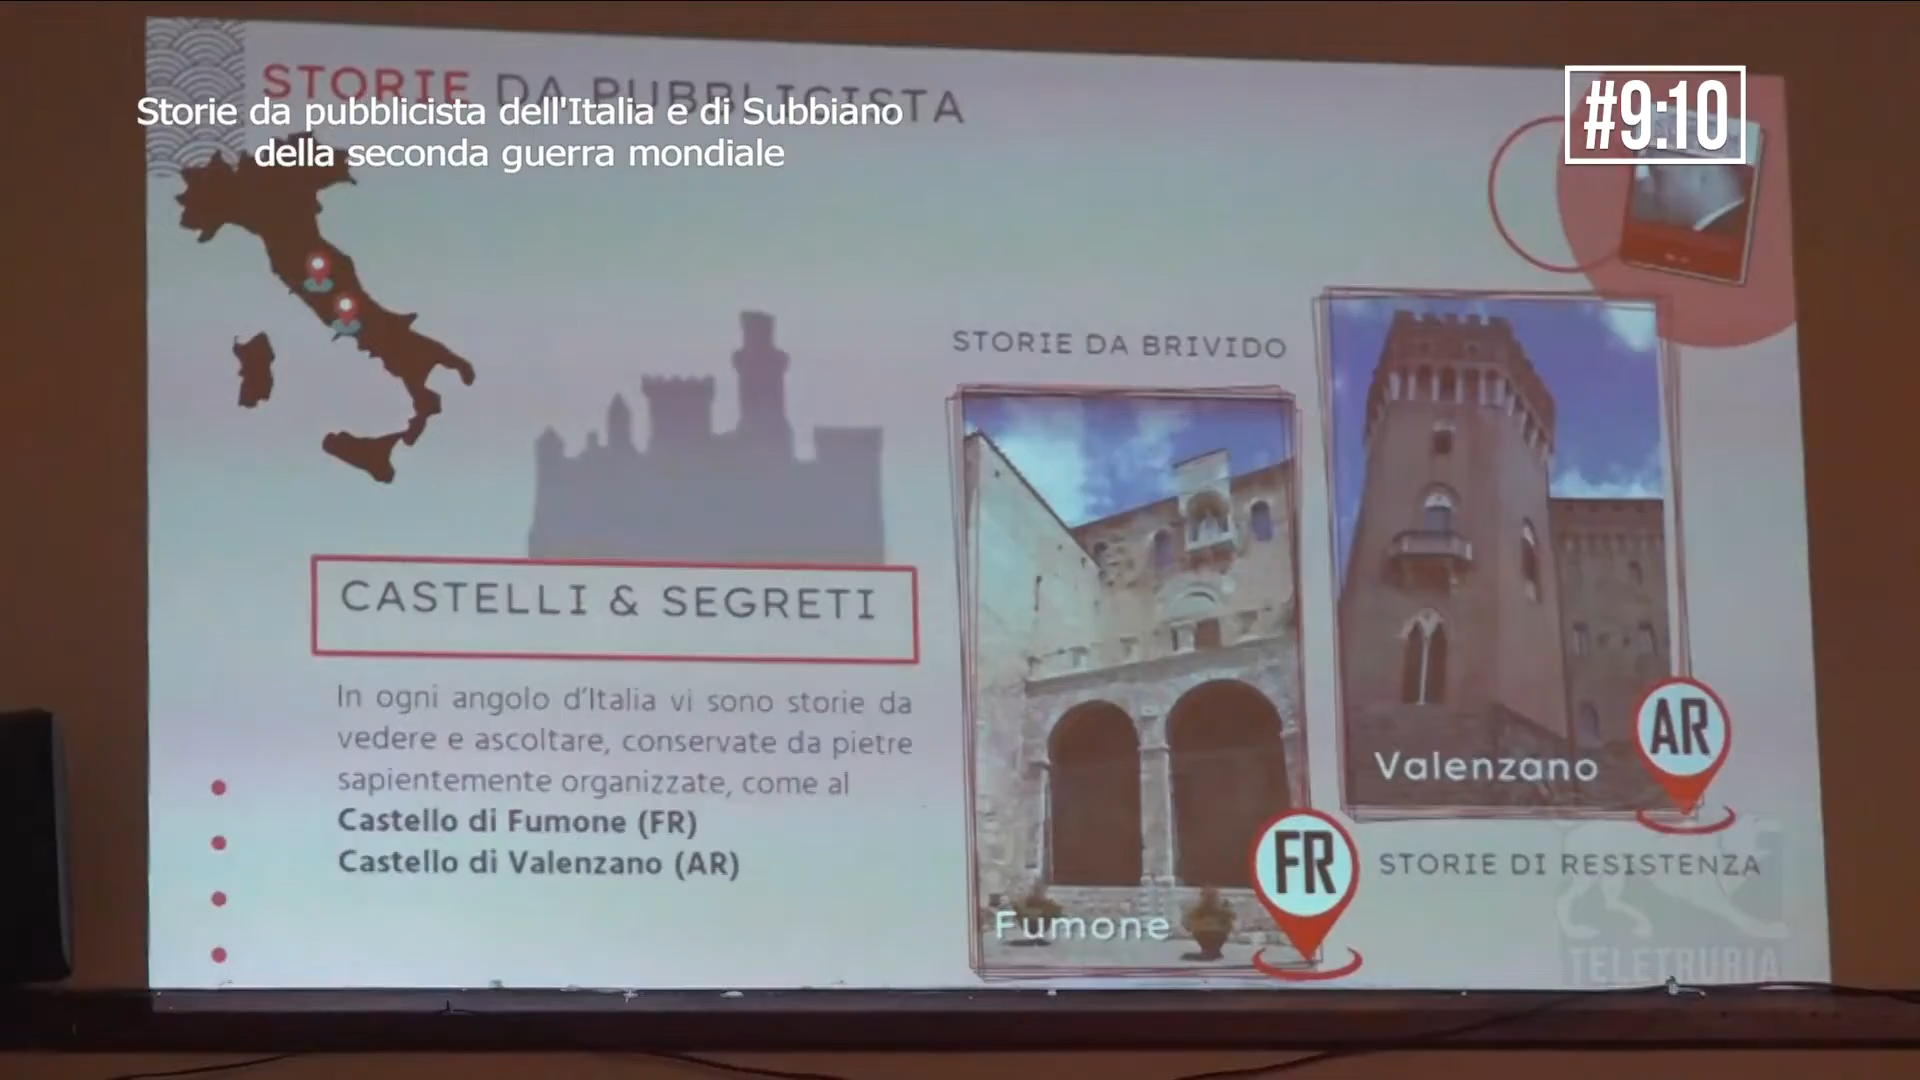 STORIE DA PUBBLICISTA
Storie da pubblicista dell'Italia e di Subbiano
della seconda guerra mondiale
#9:10
STORIE DA BRIVIDO
CASTELLI & SEGRETI
In ogni angolo d'Italia vi sono storie da
vedere e ascoltare, conservate da pietre
sapientemente organizzate, come al
Castello di Fumone (FR)
Castello di Valenzano (AR)
Valenzano
AR
Fumone
FR
STORIE DI RESISTENZA
TELETRURIA